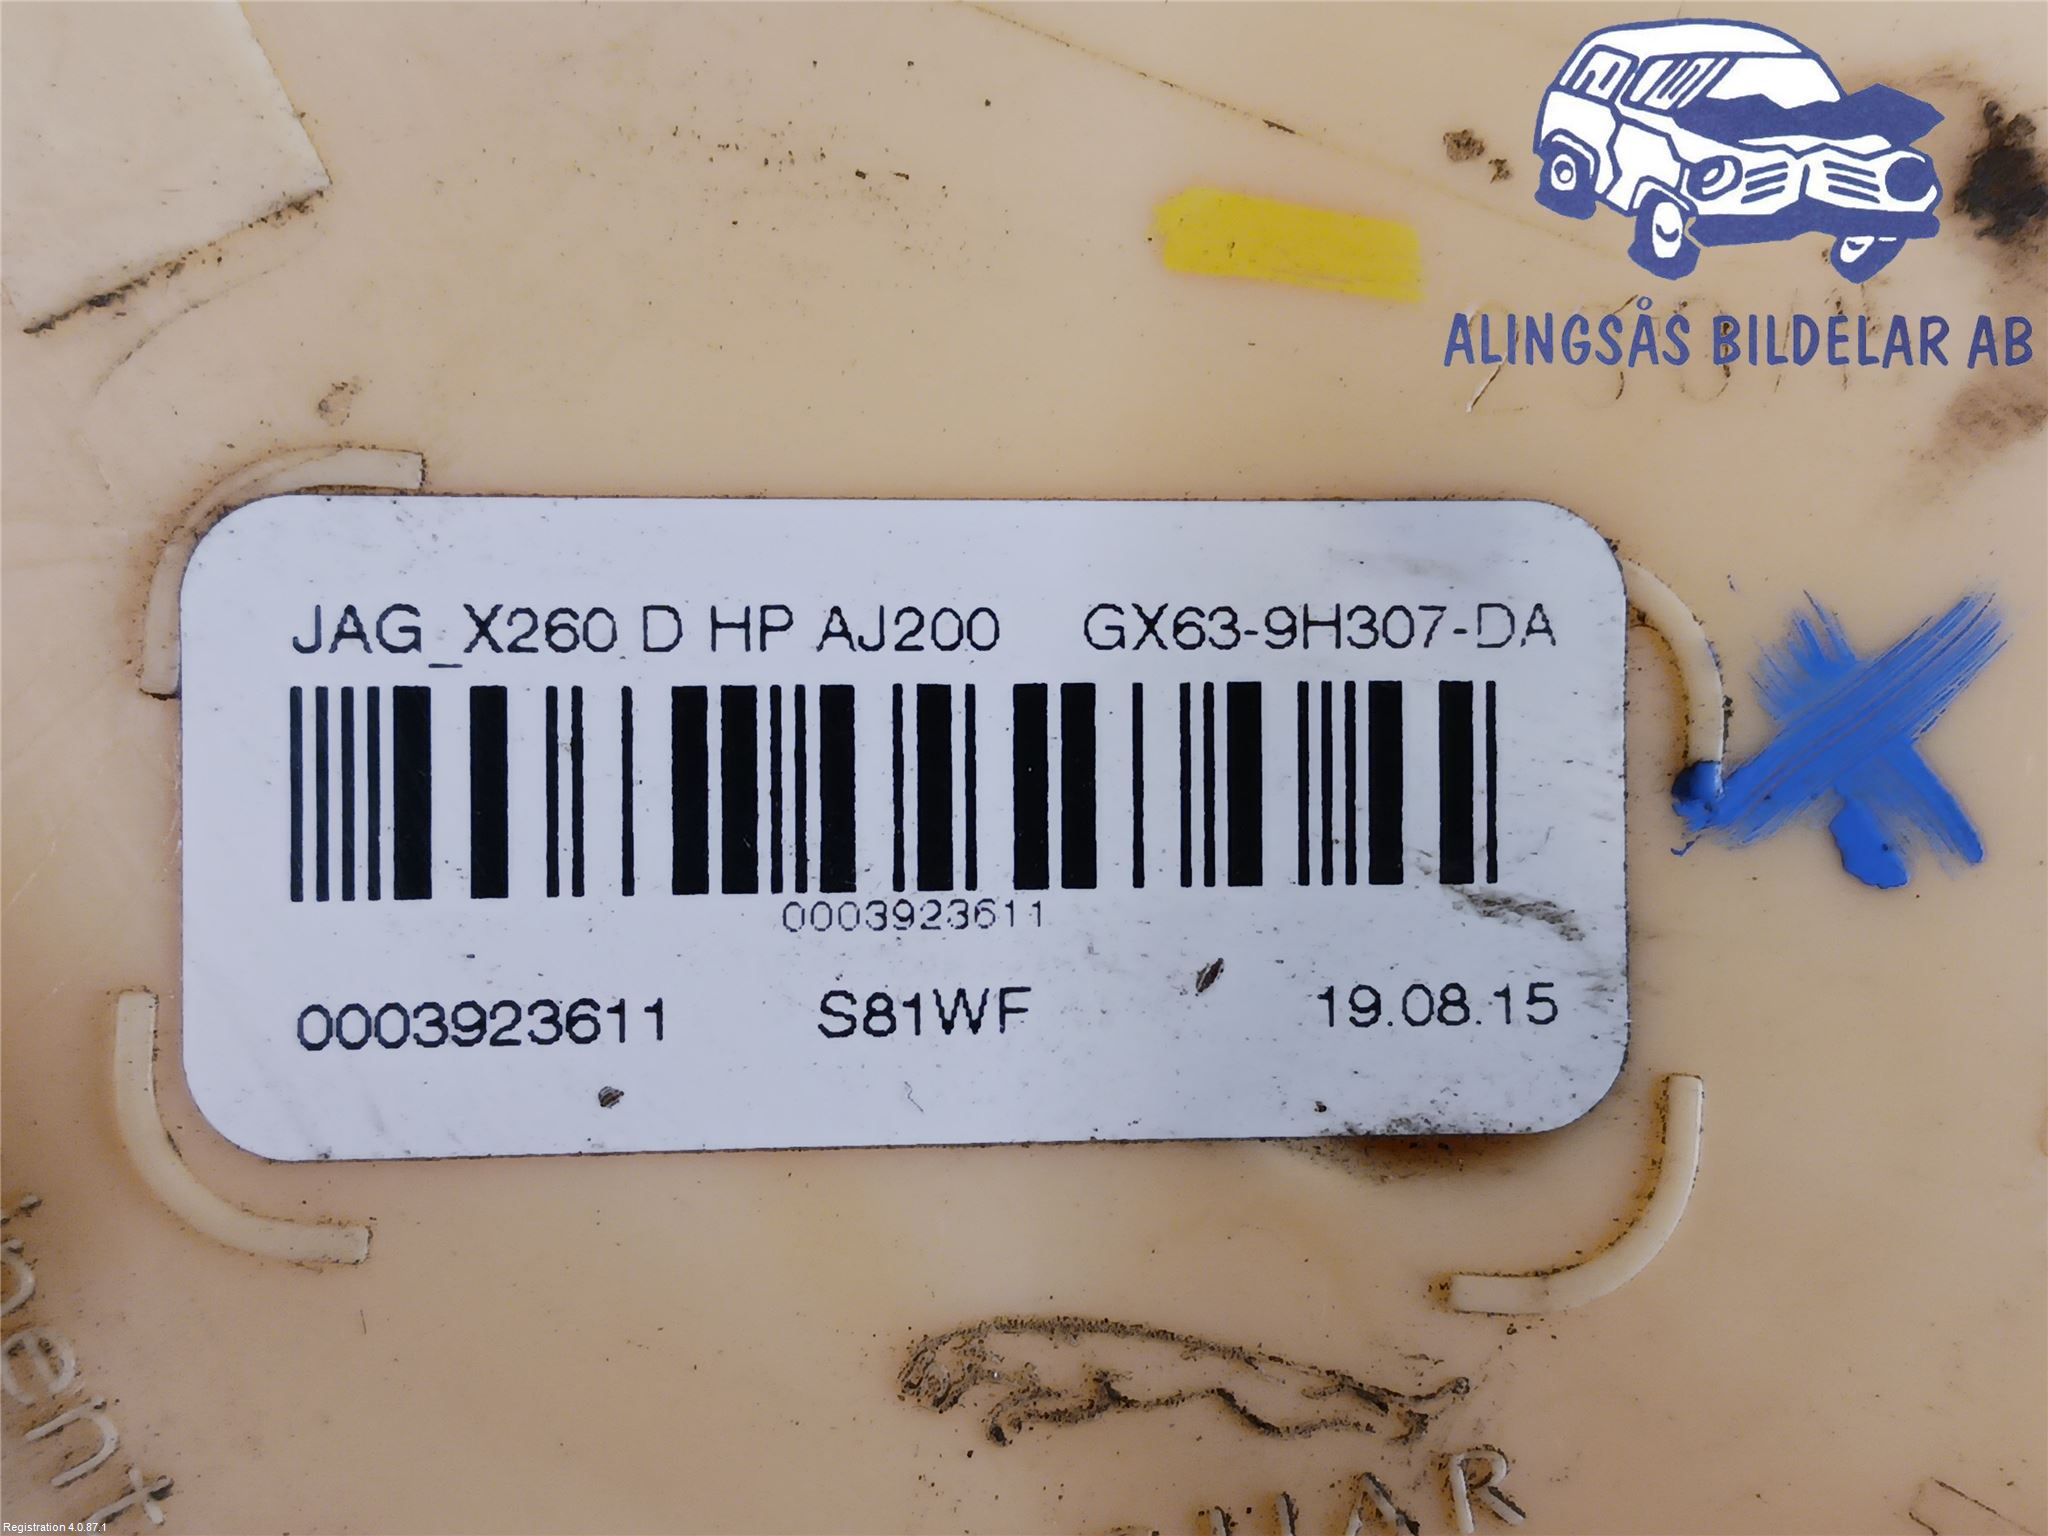 ALINGSÅS BILDELAR AB
JAG_X260 D HP AJ200 GX63-9H307-DA
0003923611
0003923611 S81WF 19.08.15
Registration 4.0.87.1